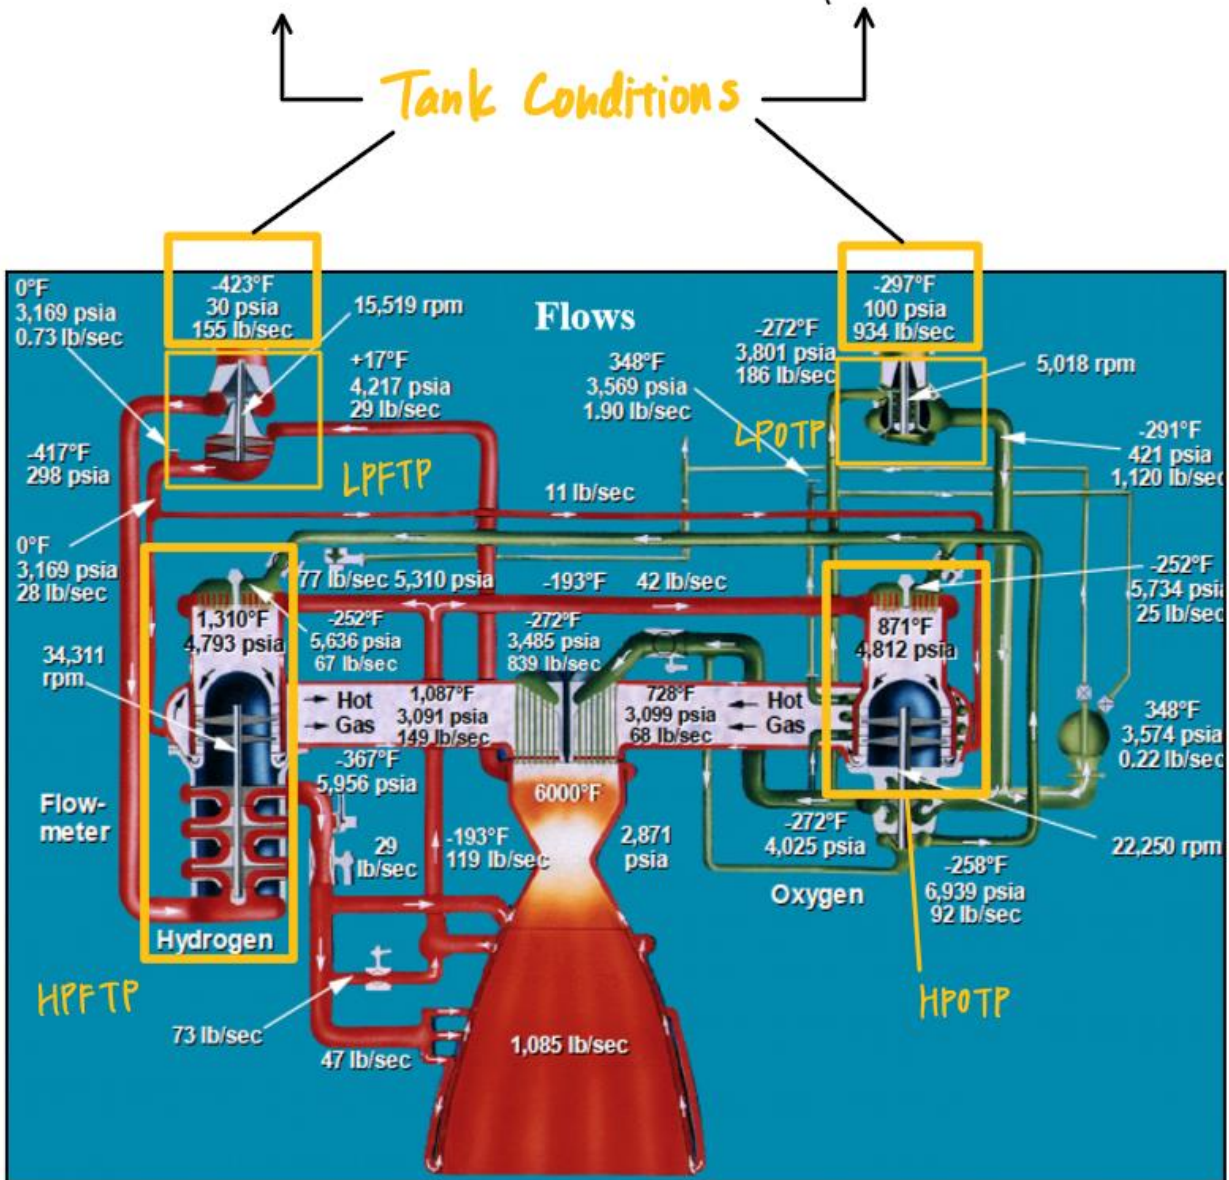 Tank Conditions
Flows
0°F
3,169 psia
0.73 lb/sec
-423°F
30 psia
155 lb/sec
15,519 rpm
+17°F
4,217 psia
29 lb/sec
348°F
3,569 psia
1.90 lb/sec
-272°F
3,801 psia
186 lb/sec
-297°F
100 psia
934 lb/sec
5,018 rpm
-291°F
421 psia
1,120 lb/sec
-417°F
298 psia
LPFTP
LPOTP
11 lb/sec
0°F
3,169 psia
28 lb/sec
77 lb/sec 5,310 psia
-193°F
42 lb/sec
-252°F
5,734 psia
25 lb/sec
1,310°F
4,793 psia
-252°F
5,636 psia
67 lb/sec
-272°F
3,485 psia
839 lb/sec
871°F
4,812 psia
34,311
rpm
Hot
Gas
1,087°F
3,091 psia
149 lb/sec
728°F
3,099 psia
68 lb/sec
Hot
Gas
348°F
3,574 psia
0.22 lb/sec
-367°F
5,956 psia
6000°F
Flow-
meter
29
lb/sec
-193°F
119 lb/sec
2,871
psia
-272°F
4,025 psia
22,250 rpm
Oxygen
-258°F
6,939 psia
92 lb/sec
Hydrogen
HPFTP
HPOTP
73 lb/sec
47 lb/sec
1,085 lb/sec